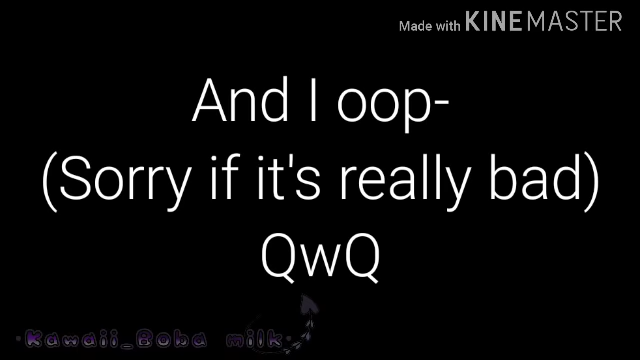 Made with KINEMASTER
And I oop-
(Sorry if it's really bad)
QwQ
·Kawaii_Boba milk·